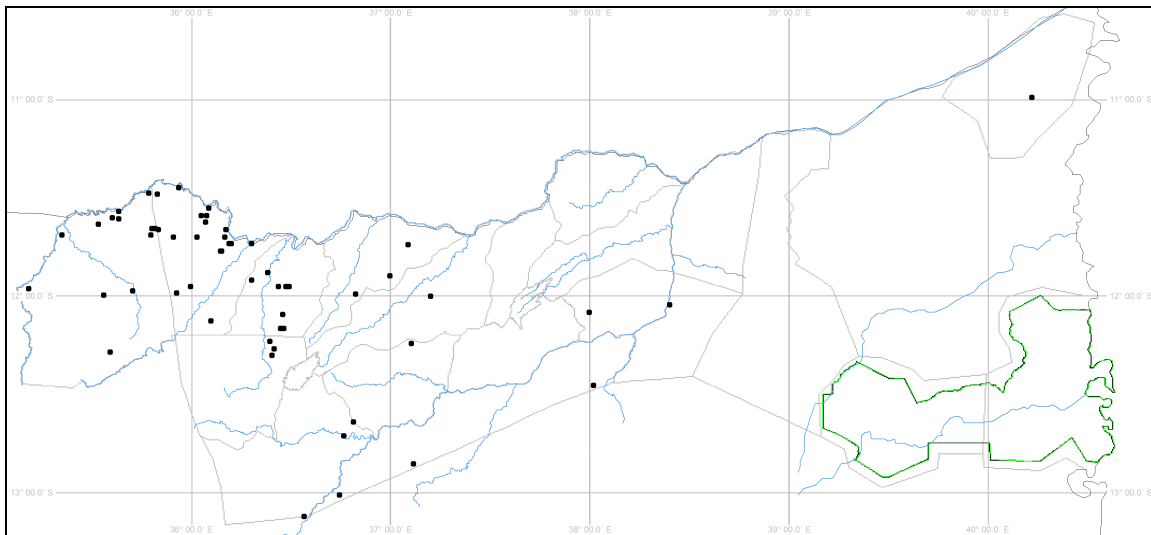 36° 00.0´ E 37° 00.0´ E 38° 00.0´ E 39° 00.0´ E 40° 00.0´ E
11° 00.0´ S 11° 00.0´ S
12° 00.0´ S 12° 00.0´ S
13° 00.0´ S 13° 00.0´ S
36° 00.0´ E 37° 00.0´ E 38° 00.0´ E 39° 00.0´ E 40° 00.0´ E